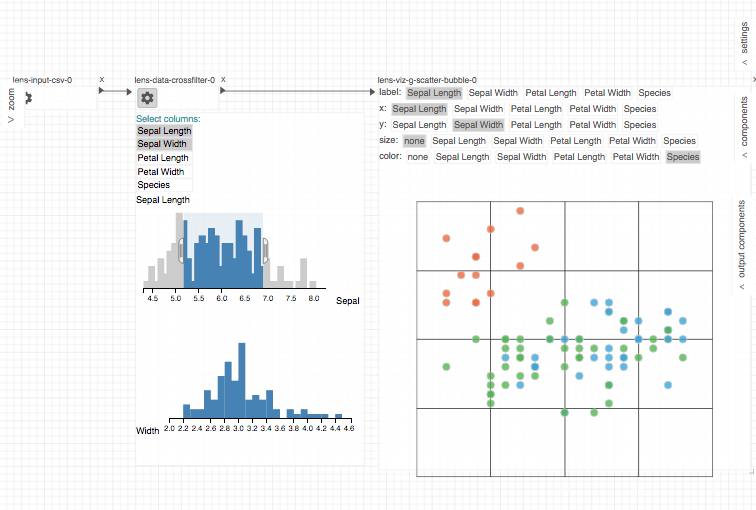 < settings
lens-input-csv-0 x lens-data-crossfilter-0 x lens-viz-g-scatter-bubble-0 x
< zoom
label: Sepal Length Sepal Width Petal Length Petal Width Species
x: Sepal Length Sepal Width Petal Length Petal Width Species
y: Sepal Length Sepal Width Petal Length Petal Width Species
size: none Sepal Length Sepal Width Petal Length Petal Width Species
color: none Sepal Length Sepal Width Petal Length Petal Width Species
< components
< output components
Select columns:
Sepal Length
Sepal Width
Petal Length
Petal Width
Species
Sepal Length
4.5 5.0 5.5 6.0 6.5 7.0 7.5 8.0
Sepal
Width
2.0 2.2 2.4 2.6 2.8 3.0 3.2 3.4 3.6 3.8 4.0 4.2 4.4 4.6